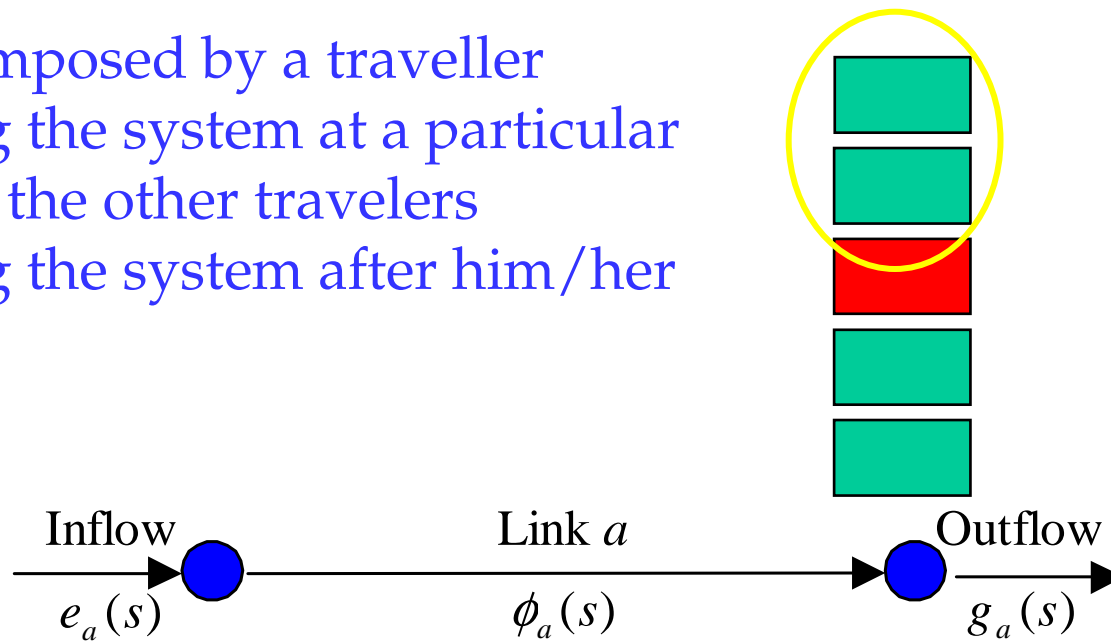 mposed by a traveller
g the system at a particular
the other travelers
g the system after him/her
Inflow Link a Outflow
e_a(s) ϕ_a(s) g_a(s)